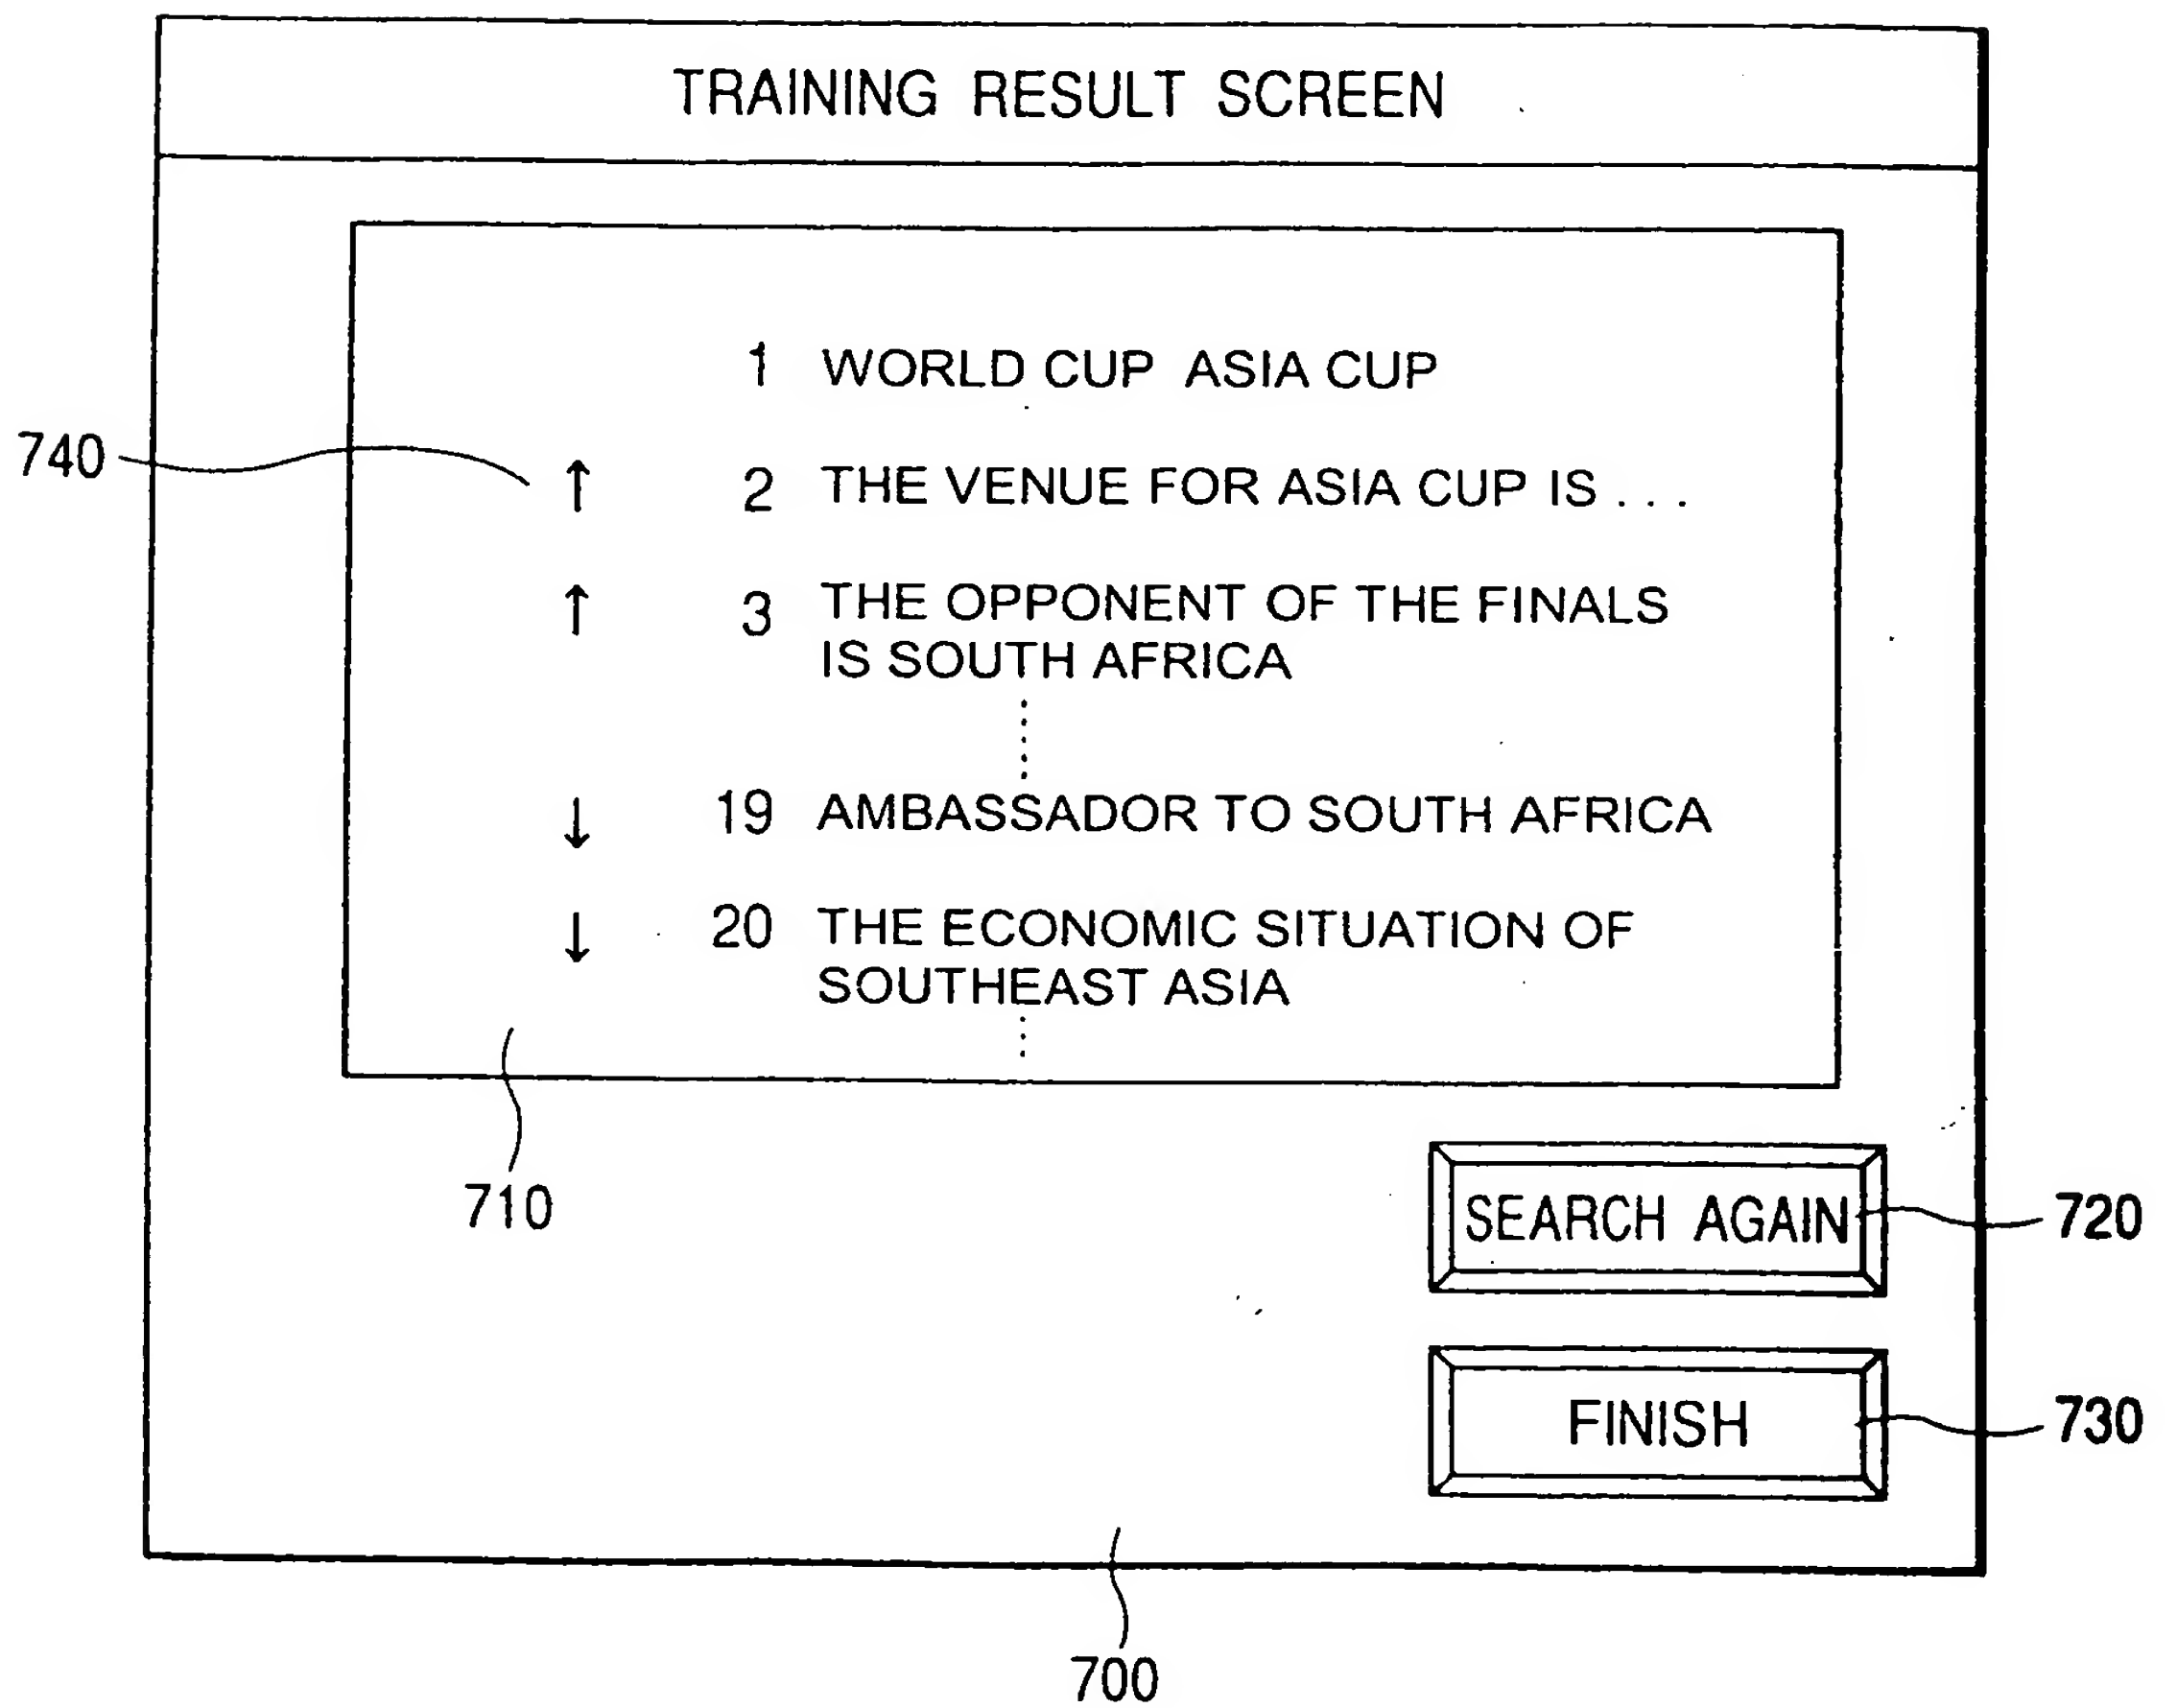 TRAINING RESULT SCREEN
1 WORLD CUP ASIA CUP
740
↑ 2 THE VENUE FOR ASIA CUP IS . . .
↑ 3 THE OPPONENT OF THE FINALS
IS SOUTH AFRICA
↓ 19 AMBASSADOR TO SOUTH AFRICA
↓ 20 THE ECONOMIC SITUATION OF
SOUTHEAST ASIA
710
SEARCH AGAIN
720
FINISH
730
700